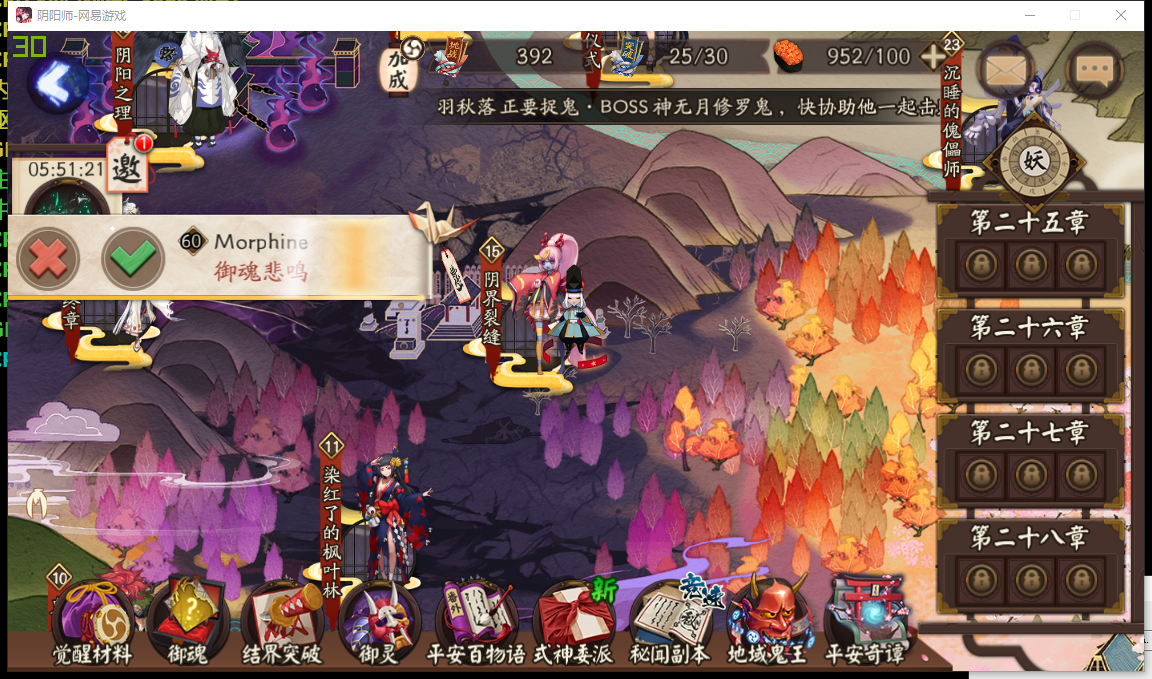 阴阳师-网易游戏
30
阴阳之理
加成
392
仪式
25/30
952/100
23
沉睡的傀儡师
羽秋落正要捉鬼·BOSS神无月修罗鬼，快协助他一起击
妖
05:51:21
邀
60 Morphine
御魂悲鸣
终章
15
阴界裂缝
第二十五章
第二十六章
第二十七章
第二十八章
11
染红了的枫叶林
10
新
觉醒材料
御魂
结界突破
御灵
平安百物语
式神委派
秘闻副本
地域鬼王
平安奇谭